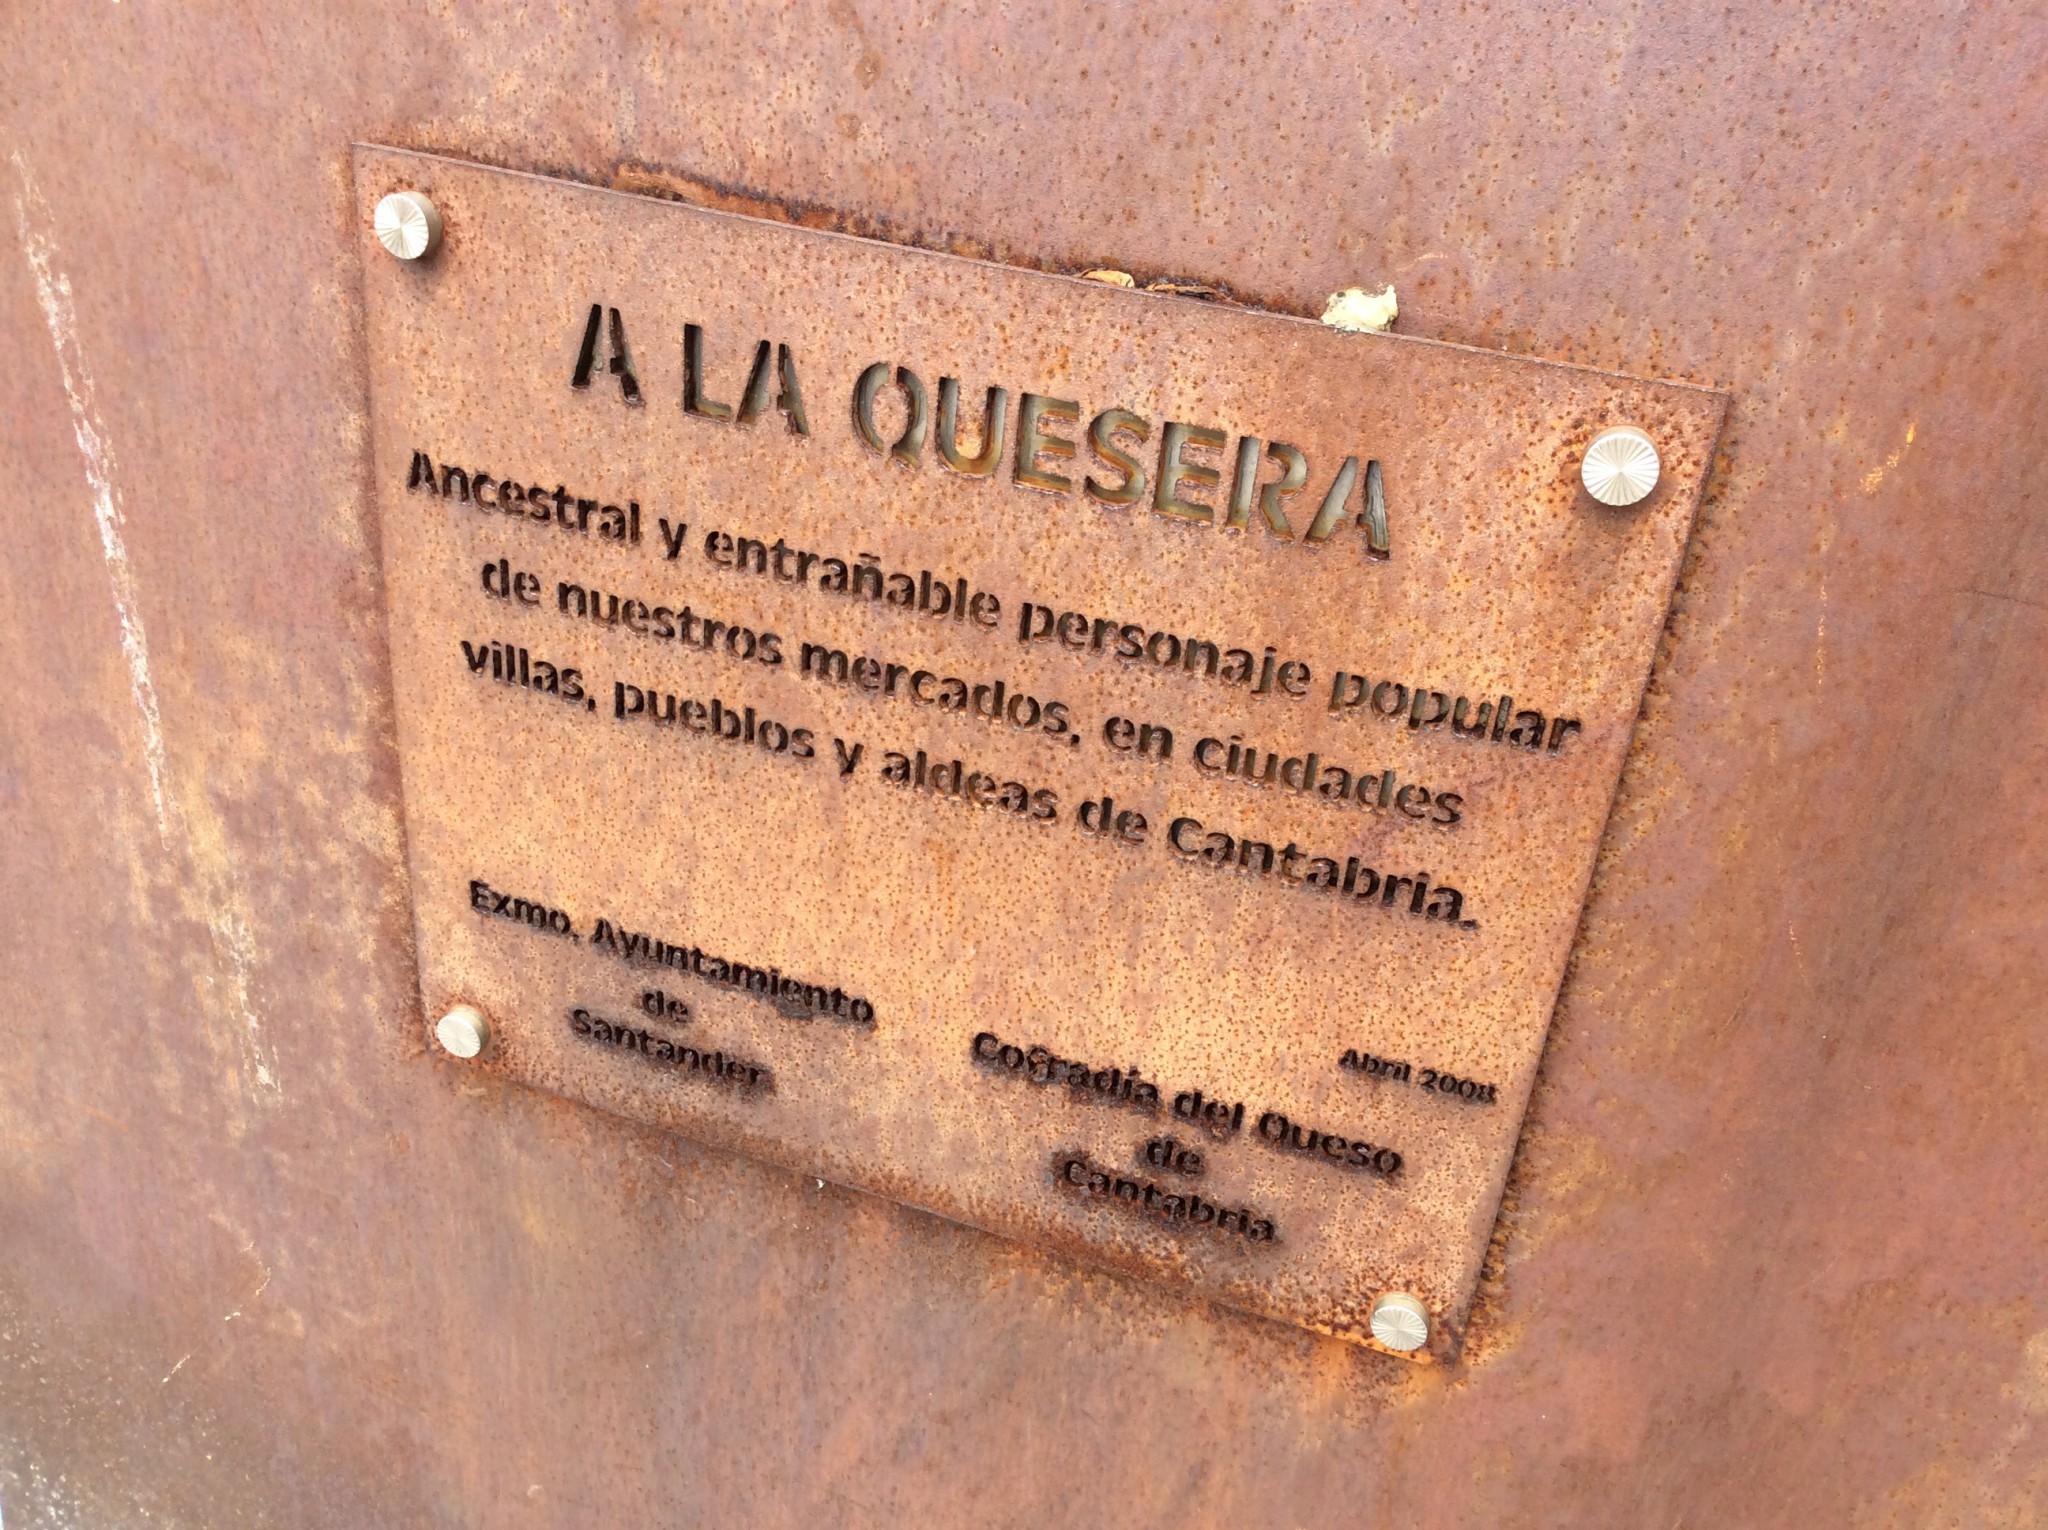 A LA QUESERA
Ancestral y entrañable personaje popular
de nuestros mercados, en ciudades
villas, pueblos y aldeas de Cantabria.
Exmo. Ayuntamiento
de
Santander
Cofradía del Queso
de
Cantabria
Abril 2008